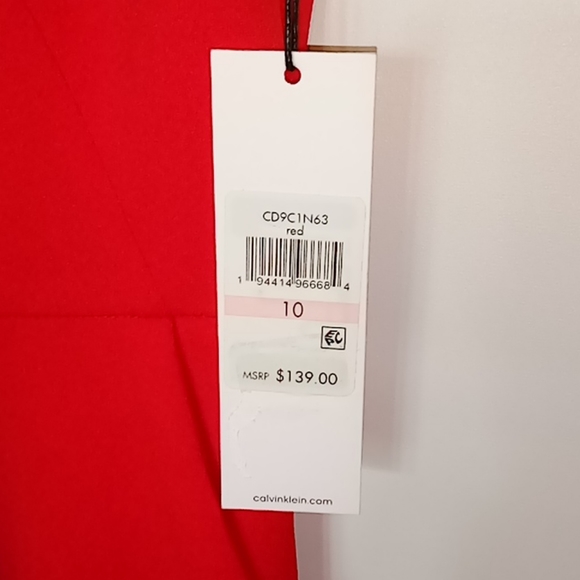 CD9C1N63
red
1 94414 96668 4
10
MSRP $139.00
calvinklein.com